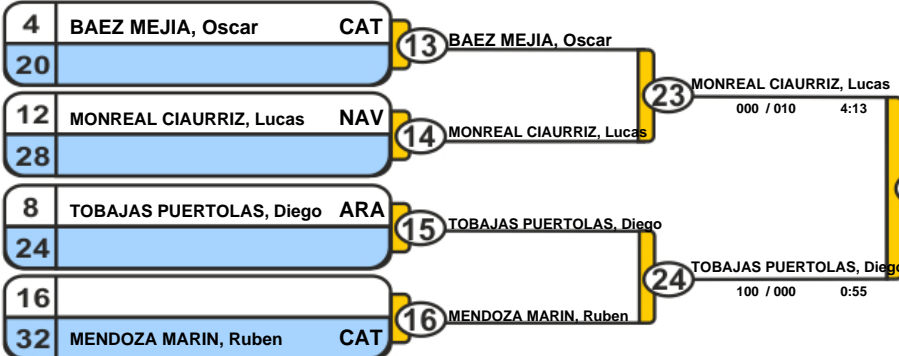 4 BAEZ MEJIA, Oscar CAT
20
13 BAEZ MEJIA, Oscar
12 MONREAL CIAURRIZ, Lucas NAV
28
14 MONREAL CIAURRIZ, Lucas
23 MONREAL CIAURRIZ, Lucas
000 / 010 4:13
8 TOBAJAS PUERTOLAS, Diego ARA
24
15 TOBAJAS PUERTOLAS, Diego
16
32 MENDOZA MARIN, Ruben CAT
16 MENDOZA MARIN, Ruben
24 TOBAJAS PUERTOLAS, Diego
100 / 000 0:55